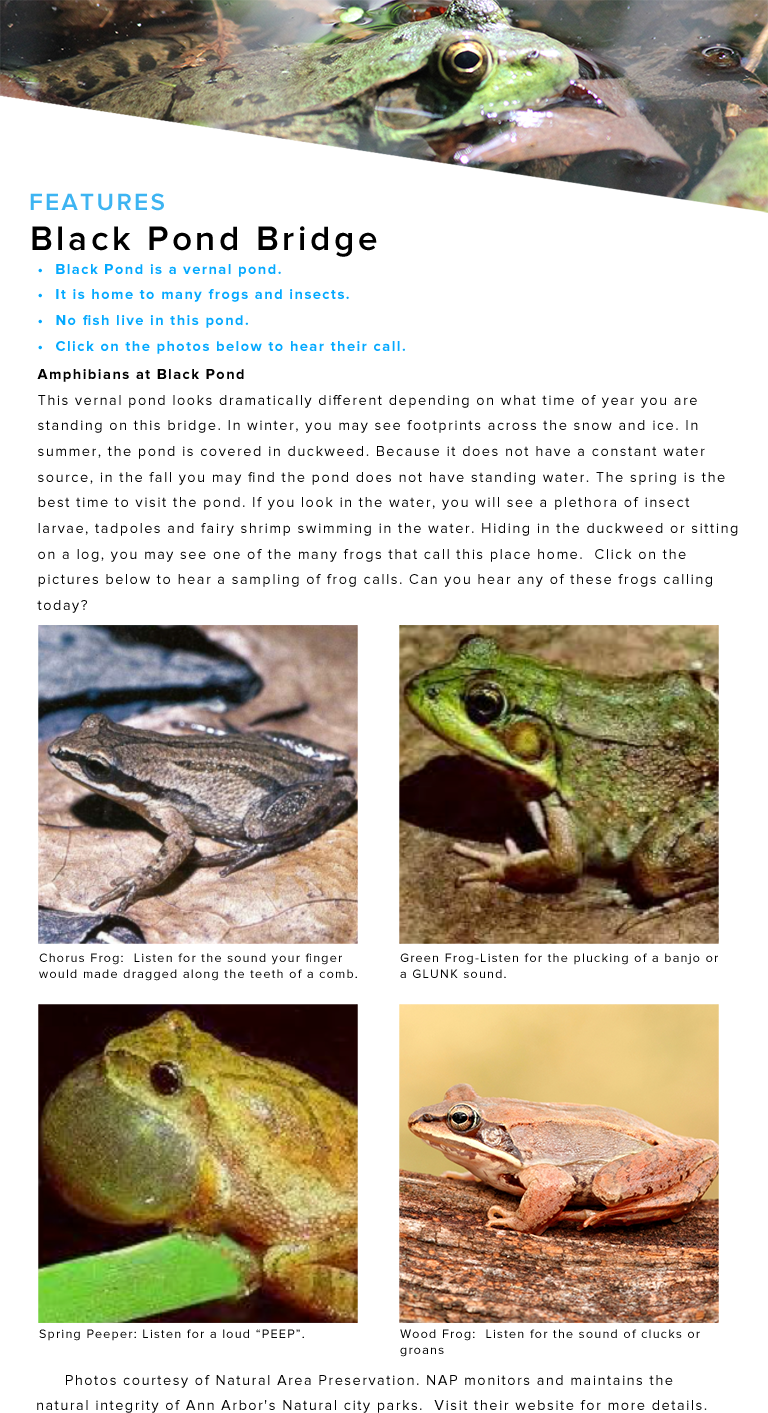 FEATURES
Black Pond Bridge
• Black Pond is a vernal pond.
• It is home to many frogs and insects.
• No fish live in this pond.
• Click on the photos below to hear their call.
Amphibians at Black Pond
This vernal pond looks dramatically different depending on what time of year you are
standing on this bridge. In winter, you may see footprints across the snow and ice. In
summer, the pond is covered in duckweed. Because it does not have a constant water
source, in the fall you may find the pond does not have standing water. The spring is the
best time to visit the pond. If you look in the water, you will see a plethora of insect
larvae, tadpoles and fairy shrimp swimming in the water. Hiding in the duckweed or sitting
on a log, you may see one of the many frogs that call this place home.  Click on the
pictures below to hear a sampling of frog calls. Can you hear any of these frogs calling
today?
Chorus Frog:  Listen for the sound your finger
would made dragged along the teeth of a comb.
Green Frog-Listen for the plucking of a banjo or
a GLUNK sound.
Spring Peeper: Listen for a loud “PEEP”.
Wood Frog:  Listen for the sound of clucks or
groans
Photos courtesy of Natural Area Preservation. NAP monitors and maintains the
natural integrity of Ann Arbor's Natural city parks.  Visit their website for more details.